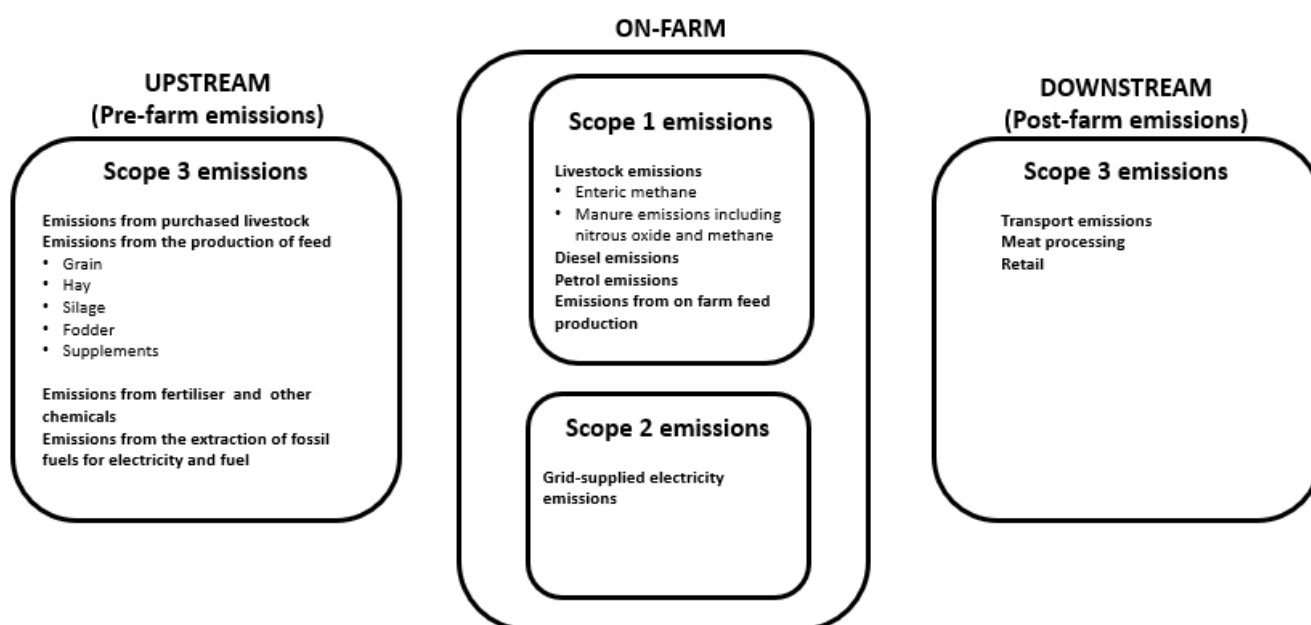 UPSTREAM
(Pre-farm emissions)
Scope 3 emissions
Emissions from purchased livestock
Emissions from the production of feed
• Grain
• Hay
• Silage
• Fodder
• Supplements
Emissions from fertiliser and other
chemicals
Emissions from the extraction of fossil
fuels for electricity and fuel
ON-FARM
Scope 1 emissions
Livestock emissions
• Enteric methane
• Manure emissions including
nitrous oxide and methane
Diesel emissions
Petrol emissions
Emissions from on farm feed
production
Scope 2 emissions
Grid-supplied electricity
emissions
DOWNSTREAM
(Post-farm emissions)
Scope 3 emissions
Transport emissions
Meat processing
Retail